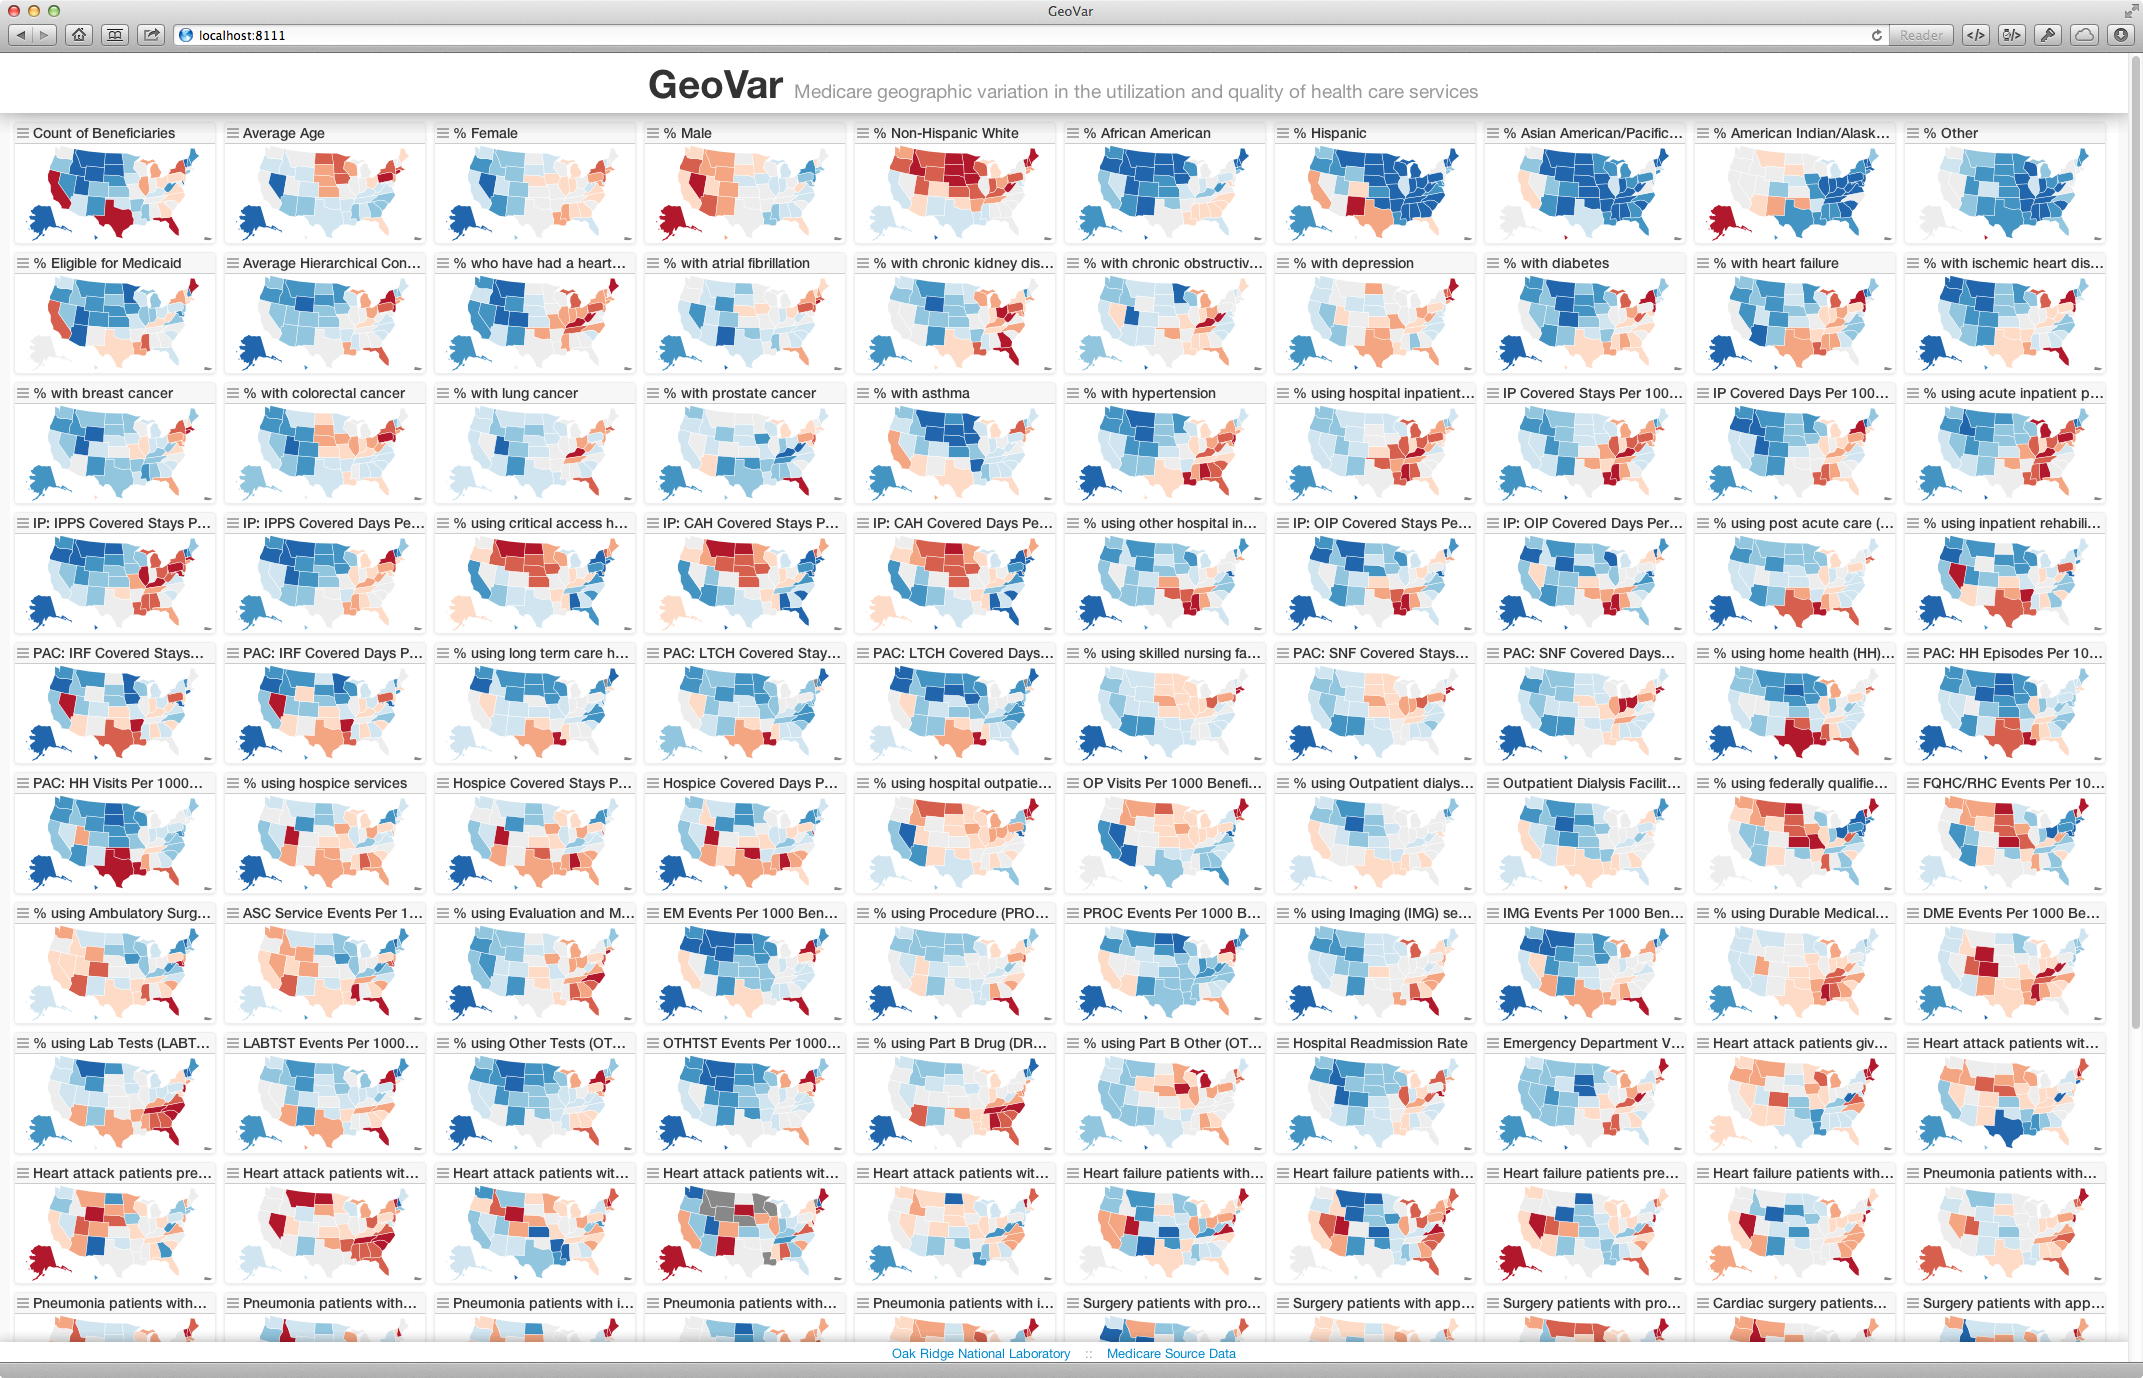 GeoVar
localhost:8111
Reader
GeoVar Medicare geographic variation in the utilization and quality of health care services
Count of Beneficiaries
Average Age
% Female
% Male
% Non-Hispanic White
% African American
% Hispanic
% Asian American/Pacific...
% American Indian/Alask...
% Other
% Eligible for Medicaid
Average Hierarchical Con...
% who have had a heart...
% with atrial fibrillation
% with chronic kidney dis...
% with chronic obstructiv...
% with depression
% with diabetes
% with heart failure
% with ischemic heart dis...
% with breast cancer
% with colorectal cancer
% with lung cancer
% with prostate cancer
% with asthma
% with hypertension
% using hospital inpatient...
IP Covered Stays Per 100...
IP Covered Days Per 100...
% using acute inpatient p...
IP: IPPS Covered Stays P...
IP: IPPS Covered Days Pe...
% using critical access h...
IP: CAH Covered Stays P...
IP: CAH Covered Days Pe...
% using other hospital in...
IP: OIP Covered Stays Pe...
IP: OIP Covered Days Per...
% using post acute care (...
% using inpatient rehabili...
PAC: IRF Covered Stays...
PAC: IRF Covered Days P...
% using long term care h...
PAC: LTCH Covered Stay...
PAC: LTCH Covered Days...
% using skilled nursing fa...
PAC: SNF Covered Stays...
PAC: SNF Covered Days...
% using home health (HH)...
PAC: HH Episodes Per 10...
PAC: HH Visits Per 1000...
% using hospice services
Hospice Covered Stays P...
Hospice Covered Days P...
% using hospital outpatie...
OP Visits Per 1000 Benefi...
% using Outpatient dialys...
Outpatient Dialysis Facilit...
% using federally qualifie...
FQHC/RHC Events Per 10...
% using Ambulatory Surg...
ASC Service Events Per 1...
% using Evaluation and M...
EM Events Per 1000 Ben...
% using Procedure (PRO...
PROC Events Per 1000 B...
% using Imaging (IMG) se...
IMG Events Per 1000 Ben...
% using Durable Medical...
DME Events Per 1000 Be...
% using Lab Tests (LABT...
LABTST Events Per 1000...
% using Other Tests (OT...
OTHTST Events Per 1000...
% using Part B Drug (DR...
% using Part B Other (OT...
Hospital Readmission Rate
Emergency Department V...
Heart attack patients giv...
Heart attack patients wit...
Heart attack patients pre...
Heart attack patients wit...
Heart attack patients wit...
Heart attack patients wit...
Heart attack patients wit...
Heart failure patients with...
Heart failure patients with...
Heart failure patients pre...
Heart failure patients with...
Pneumonia patients with...
Pneumonia patients with...
Pneumonia patients with...
Pneumonia patients with i...
Pneumonia patients with...
Pneumonia patients with i...
Surgery patients with pro...
Surgery patients with app...
Surgery patients with pro...
Cardiac surgery patients...
Surgery patients with app...
Oak Ridge National Laboratory :: Medicare Source Data